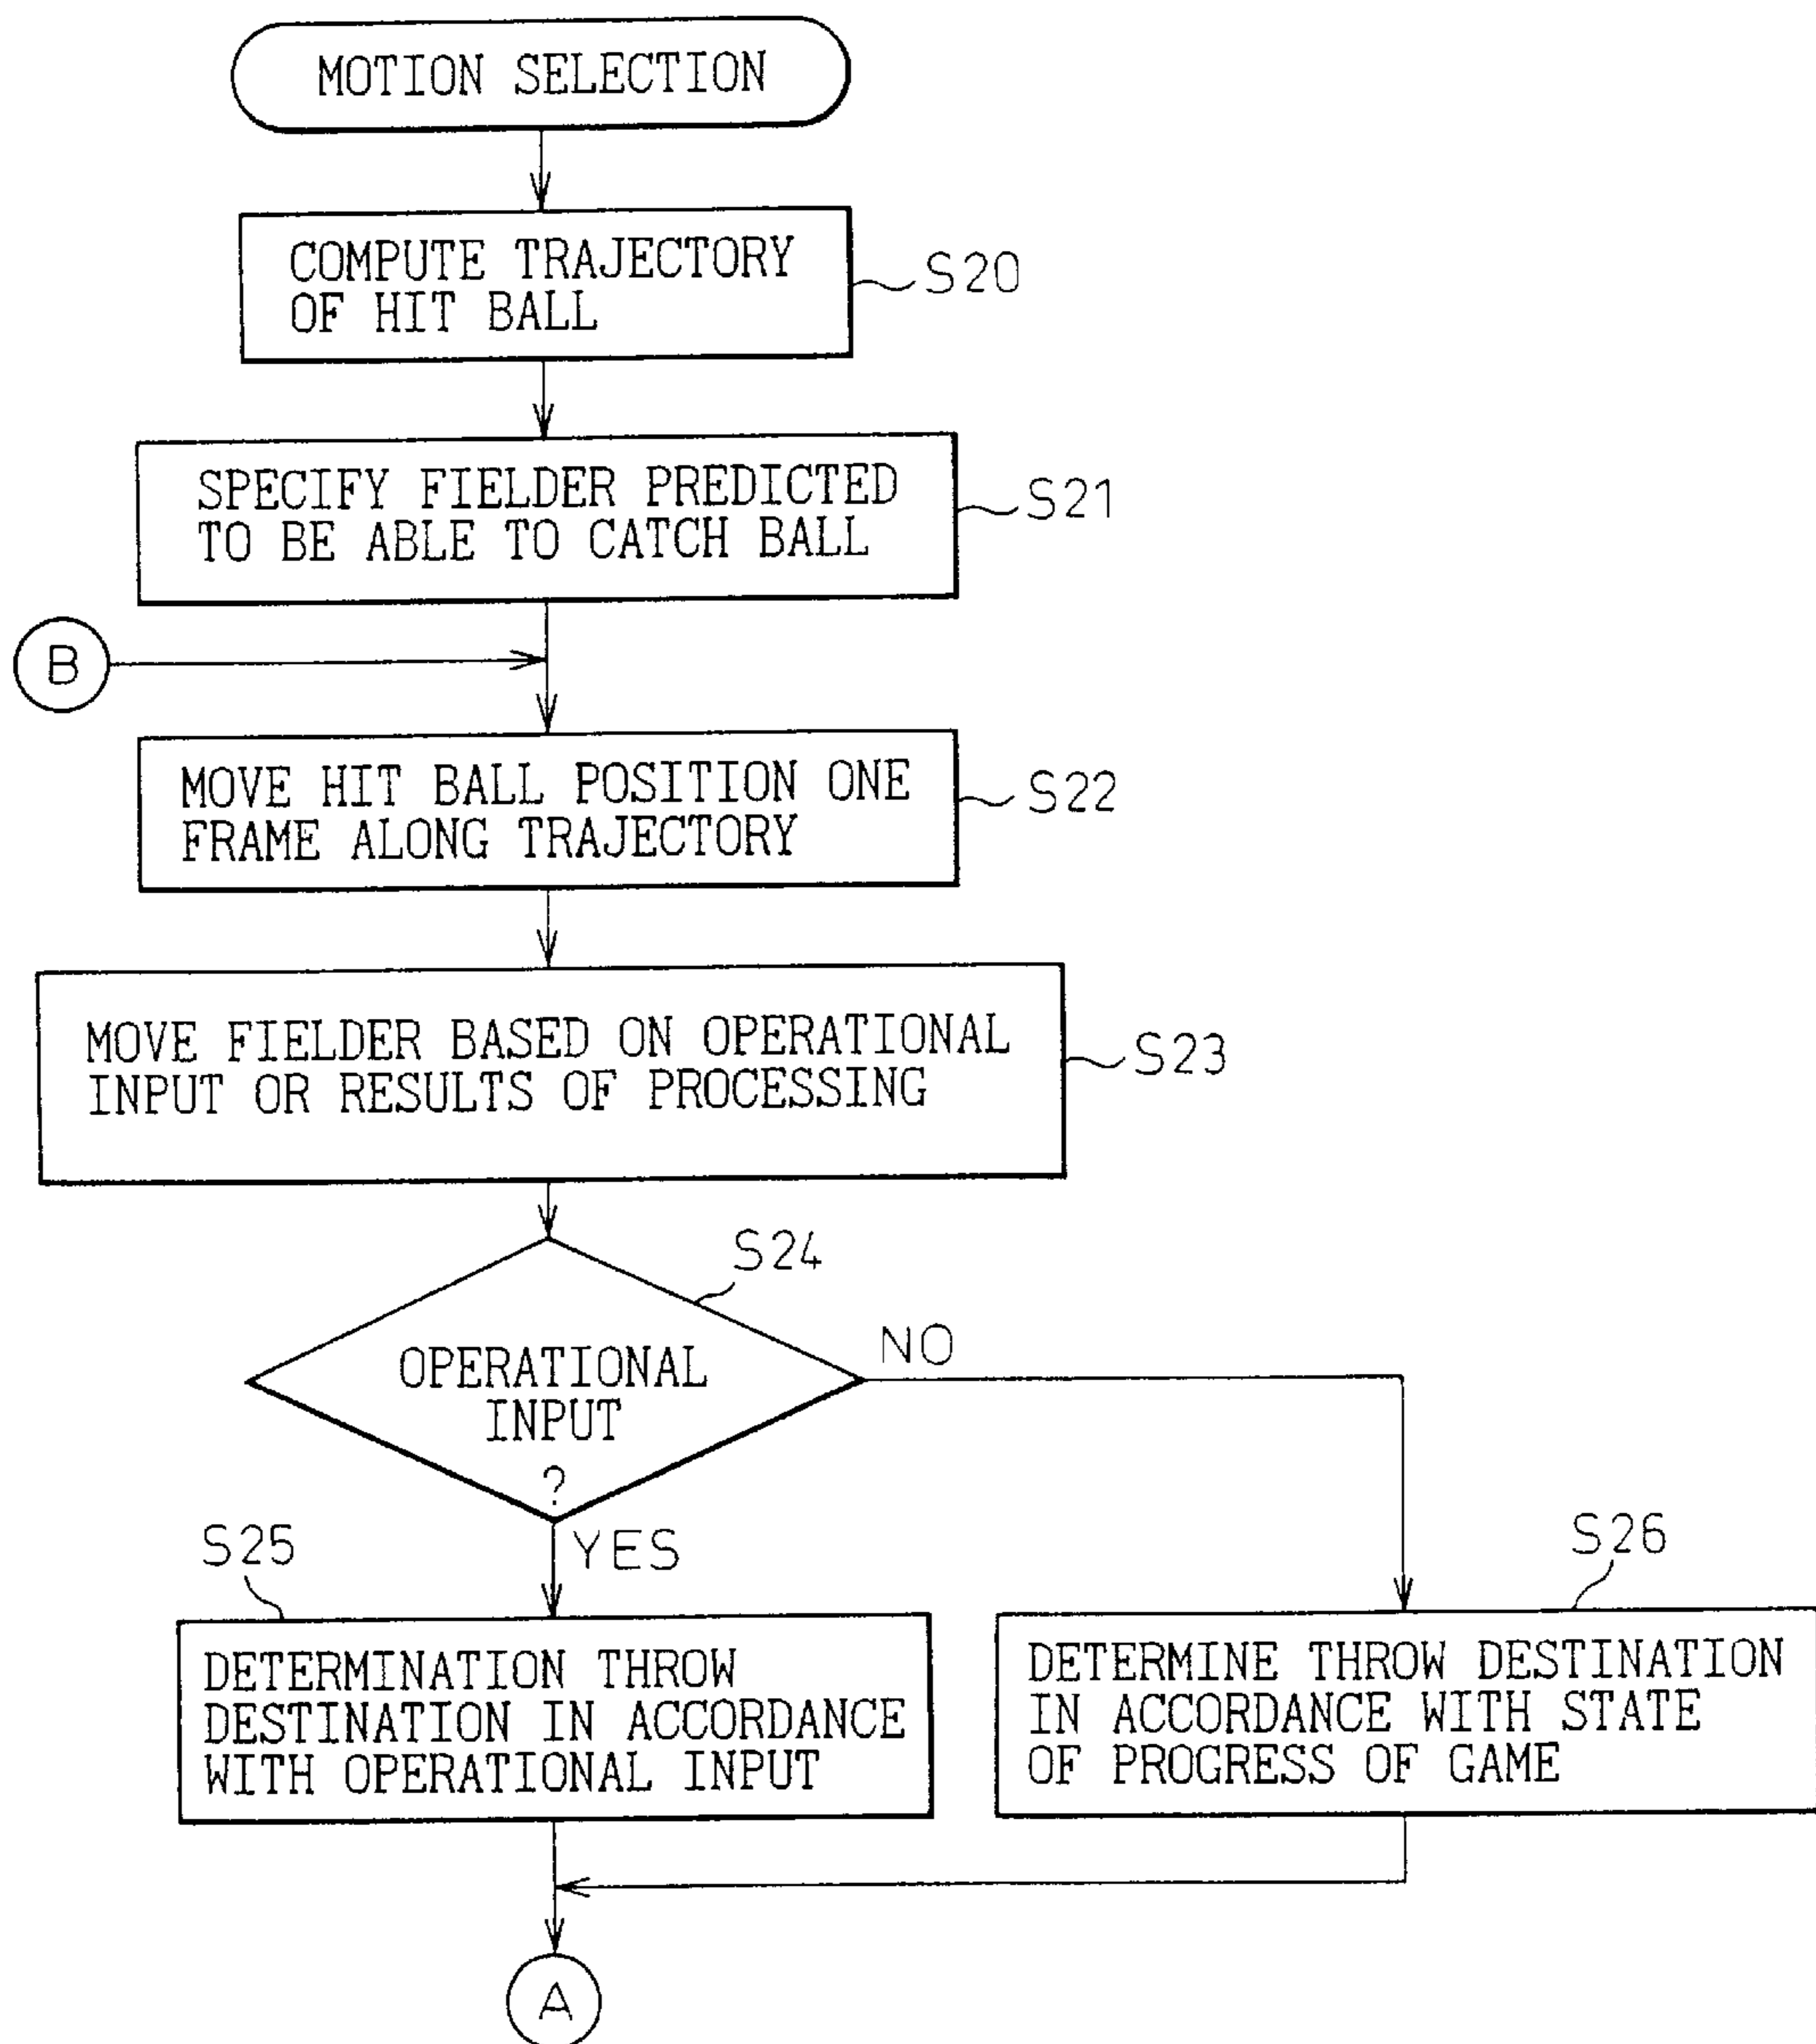 MOTION SELECTION
COMPUTE TRAJECTORY
OF HIT BALL
S20
SPECIFY FIELDER PREDICTED
TO BE ABLE TO CATCH BALL
S21
B
MOVE HIT BALL POSITION ONE
FRAME ALONG TRAJECTORY
S22
MOVE FIELDER BASED ON OPERATIONAL
INPUT OR RESULTS OF PROCESSING
S23
S24
OPERATIONAL
INPUT
?
NO
YES
S25
DETERMINATION THROW
DESTINATION IN ACCORDANCE
WITH OPERATIONAL INPUT
S26
DETERMINE THROW DESTINATION
IN ACCORDANCE WITH STATE
OF PROGRESS OF GAME
A